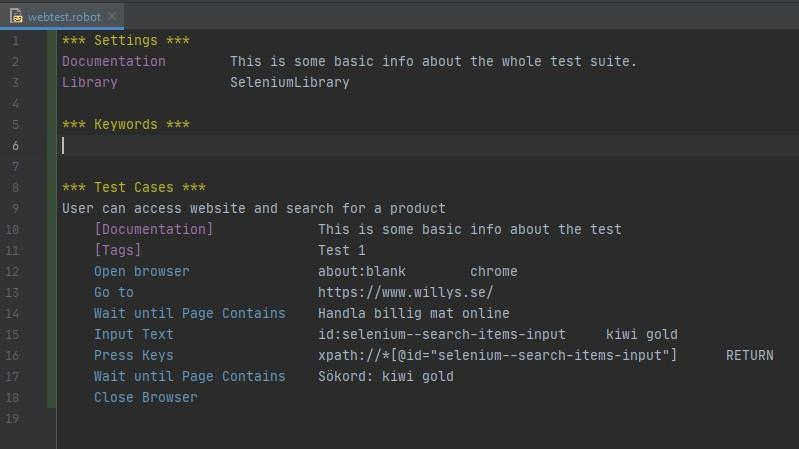 webtest.robot
1 *** Settings ***
2 Documentation This is some basic info about the whole test suite.
3 Library SeleniumLibrary
4
5 *** Keywords ***
6
7
8 *** Test Cases ***
9 User can access website and search for a product
10 [Documentation] This is some basic info about the test
11 [Tags] Test 1
12 Open browser about:blank chrome
13 Go to https://www.willys.se/
14 Wait until Page Contains Handla billig mat online
15 Input Text id:selenium--search-items-input kiwi gold
16 Press Keys xpath://*[@id="selenium--search-items-input"] RETURN
17 Wait until Page Contains Sökord: kiwi gold
18 Close Browser
19